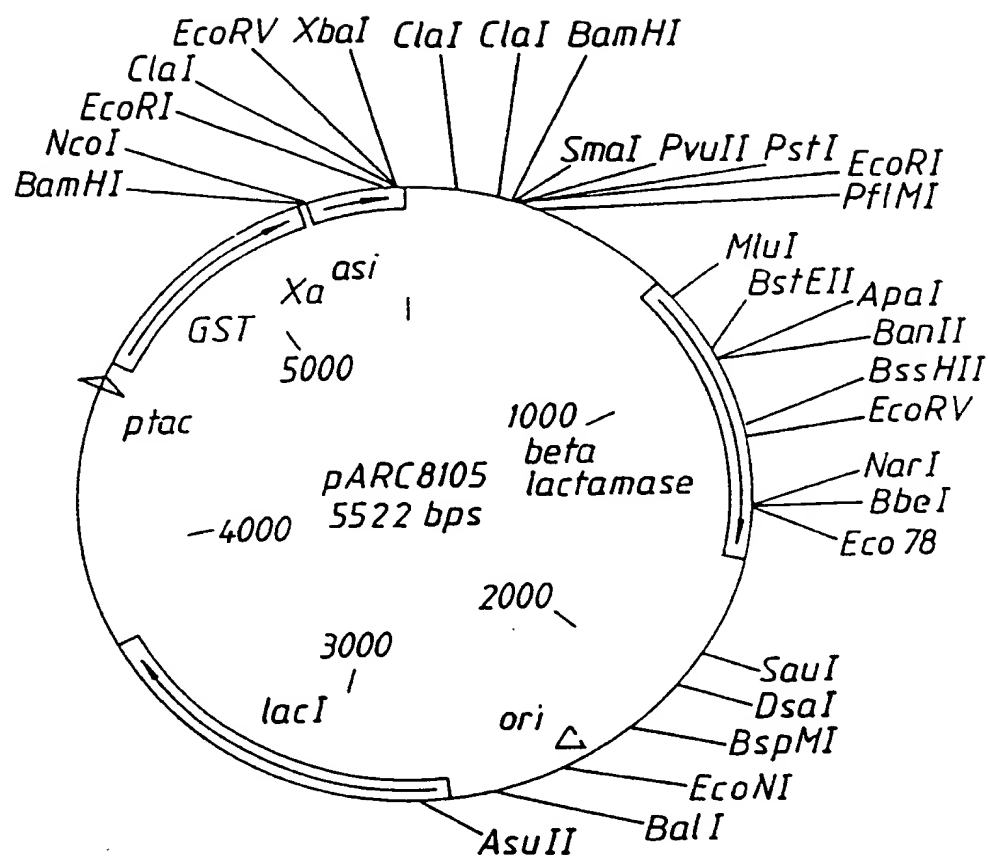 EcoRV XbaI ClaI ClaI BamHI
ClaI
EcoRI
NcoI
BamHI
SmaI PvuII PstI EcoRI
PflMI
MluI
BstEII
ApaI
BanII
BssHII
EcoRV
NarI
BbeI
Eco 78
SauI
DsaI
BspMI
EcoNI
BalI
AsuII
asi
Xa
GST
5000
ptac
1000
beta
lactamase
pARC8105
5522 bps
4000
2000
3000
lacI
ori